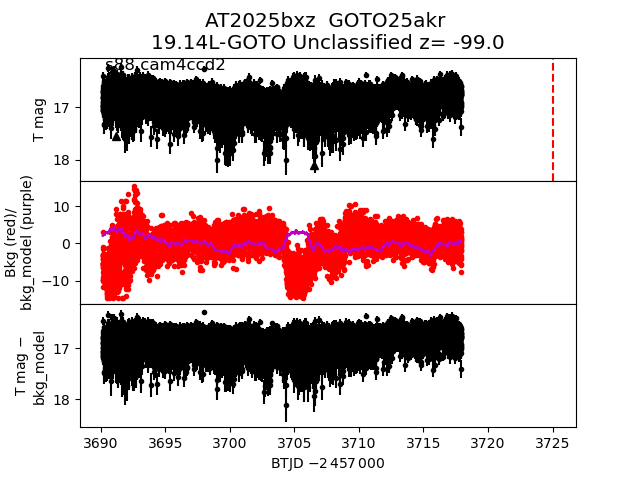 AT2025bxz  GOTO25akr
19.14L-GOTO Unclassified z= -99.0
s88 cam4ccd2
T mag
17
18
Bkg (red)/
bkg_model (purple)
10
0
−10
T mag −
bkg_model
17
18
3690 3695 3700 3705 3710 3715 3720 3725
BTJD −2 457 000